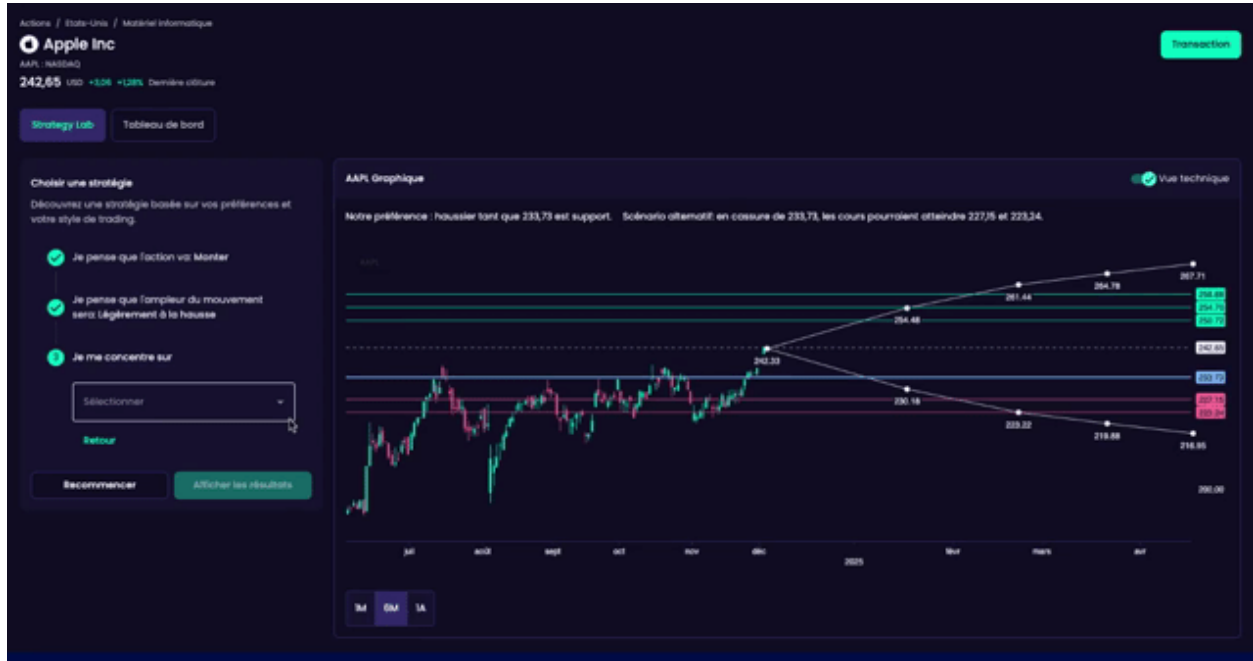 Actions / Etats-Unis / Matériel informatique
Apple Inc
AAPL : NASDAQ
242,65 USD +3,06 +1,28% Dernière clôture
Transaction
Strategy Lab
Tableau de bord
Choisir une stratégie
Découvrez une stratégie basée sur vos préférences et
votre style de trading.
Je pense que l'action va: Monter
Je pense que l'ampleur du mouvement
sera: Légèrement à la hausse
3 Je me concentre sur
Sélectionner
Retour
Recommencer
Afficher les résultats
AAPL Graphique
Vue technique
Notre préférence : haussier tant que 233,73 est support. Scénario alternatif: en cassure de 233,73, les cours pourraient atteindre 227,15 et 223,24.
AAPL
267.71
264.78
261.44
254.48
254.70
250.72
242.65
242.33
233.73
230.18
227.15
223.24
223.22
219.88
216.95
200.00
juil août sept oct nov déc 2025 févr mars avr
1M 6M 1A